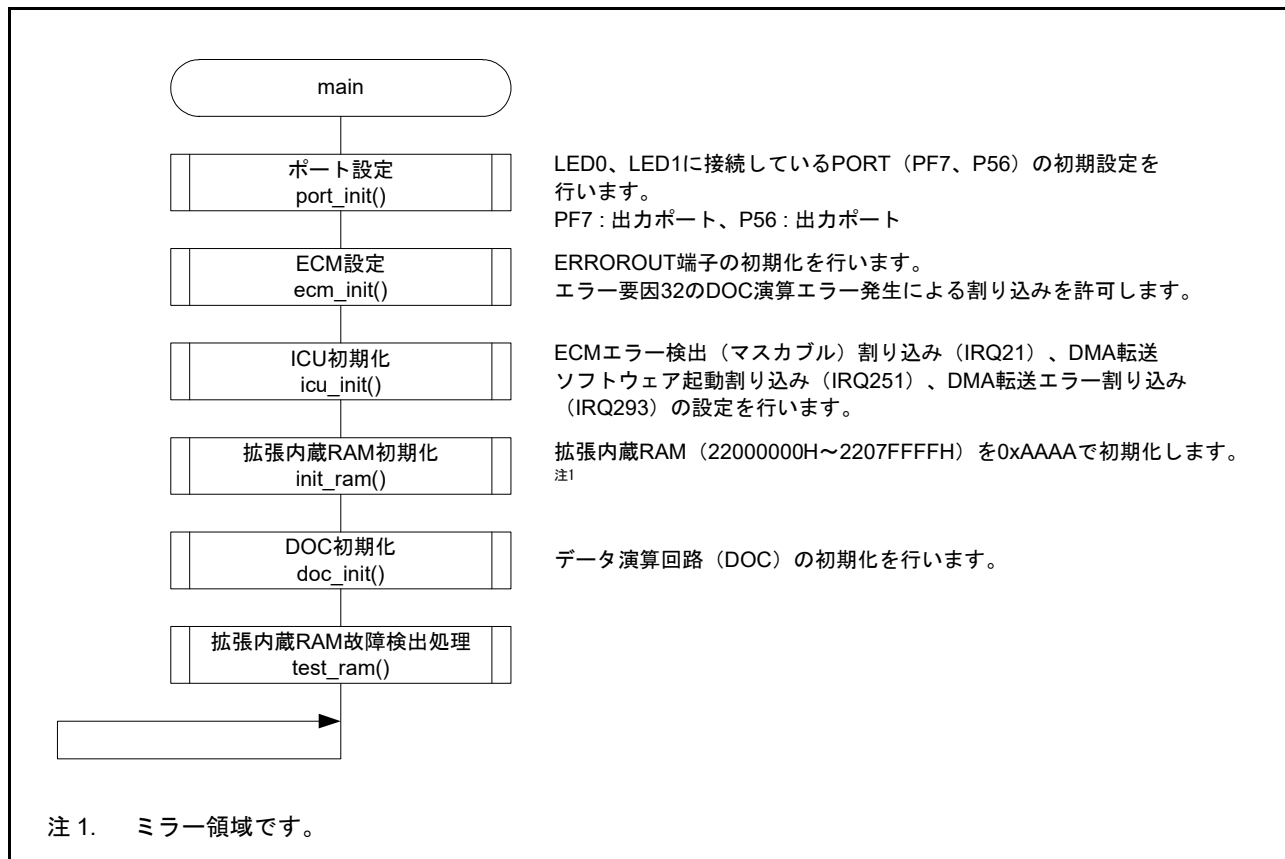 main
ポート設定
port_init()
LED0、LED1に接続しているPORT（PF7、P56）の初期設定を
行います。
PF7 : 出力ポート、P56 : 出力ポート
ECM設定
ecm_init()
ERROROUT端子の初期化を行います。
エラー要因32のDOC演算エラー発生による割り込みを許可します。
ICU初期化
icu_init()
ECMエラー検出（マスカブル）割り込み（IRQ21）、DMA転送
ソフトウェア起動割り込み（IRQ251）、DMA転送エラー割り込み
（IRQ293）の設定を行います。
拡張内蔵RAM初期化
init_ram()
拡張内蔵RAM（22000000H～2207FFFFH）を0xAAAAで初期化します。
注1
DOC初期化
doc_init()
データ演算回路（DOC）の初期化を行います。
拡張内蔵RAM故障検出処理
test_ram()
注 1. ミラー領域です。